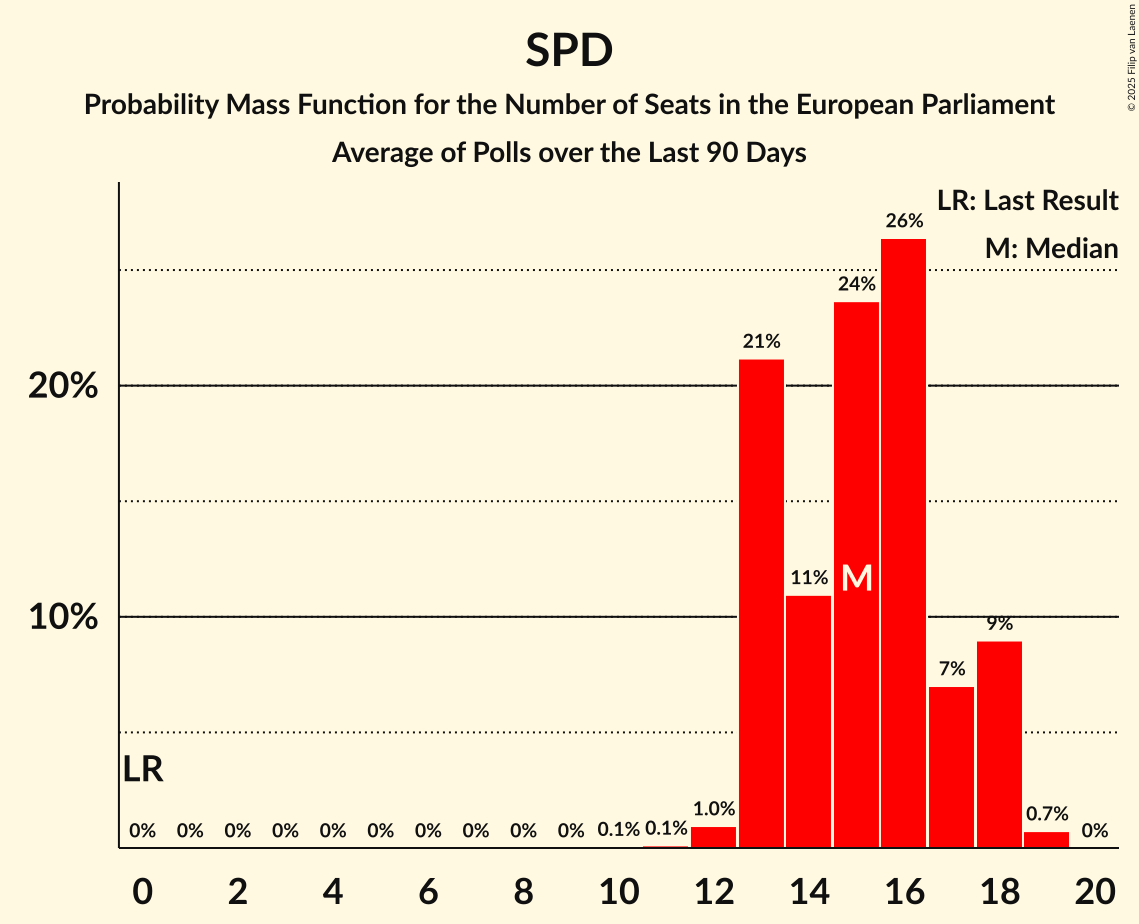 SPD
Probability Mass Function for the Number of Seats in the European Parliament
Average of Polls over the Last 90 Days
© 2025 Filip van Laenen
LR: Last Result
M: Median
26%
24%
21%
20%
11%
M
10%
9%
7%
LR
0% 0% 0% 0% 0% 0% 0% 0% 0% 0% 0.1% 0.1% 1.0% 0.7% 0%
0 2 4 6 8 10 12 14 16 18 20